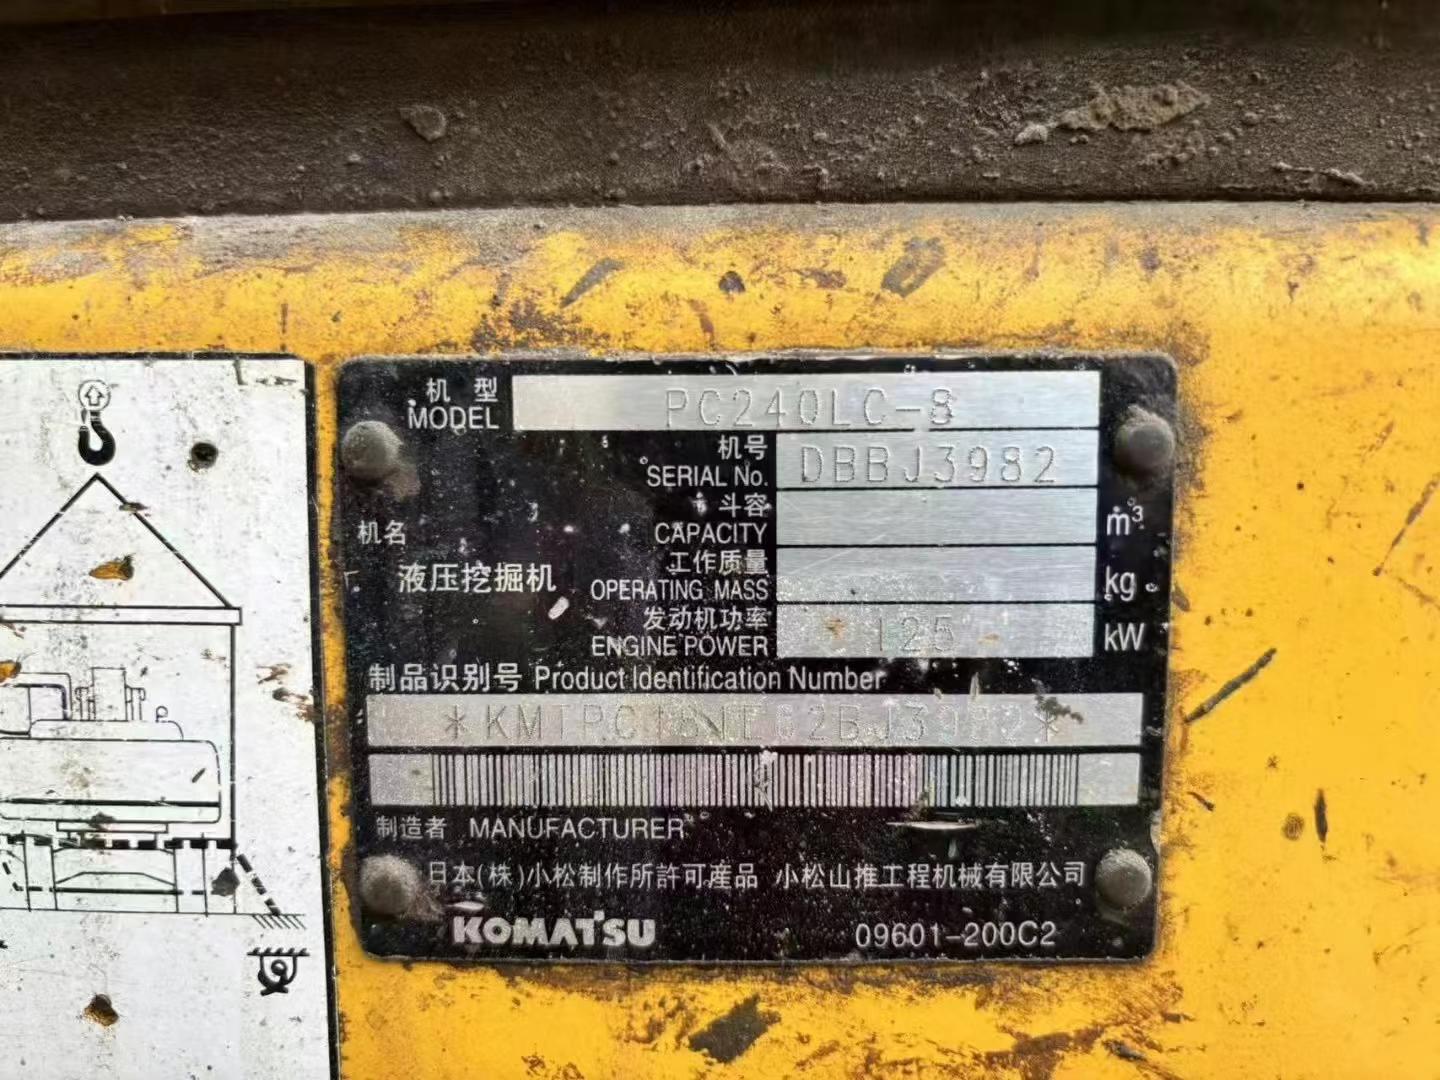 机型 MODEL PC240LC-8
机号 SERIAL No. DBBJ3982
斗容 CAPACITY m³
机名
液压挖掘机
工作质量 OPERATING MASS kg
发动机功率 ENGINE POWER 125 kW
制品识别号 Product Identification Number
制造者 MANUFACTURER
日本(株)小松制作所許可産品 小松山推工程机械有限公司
KOMATSU 09601-200C2